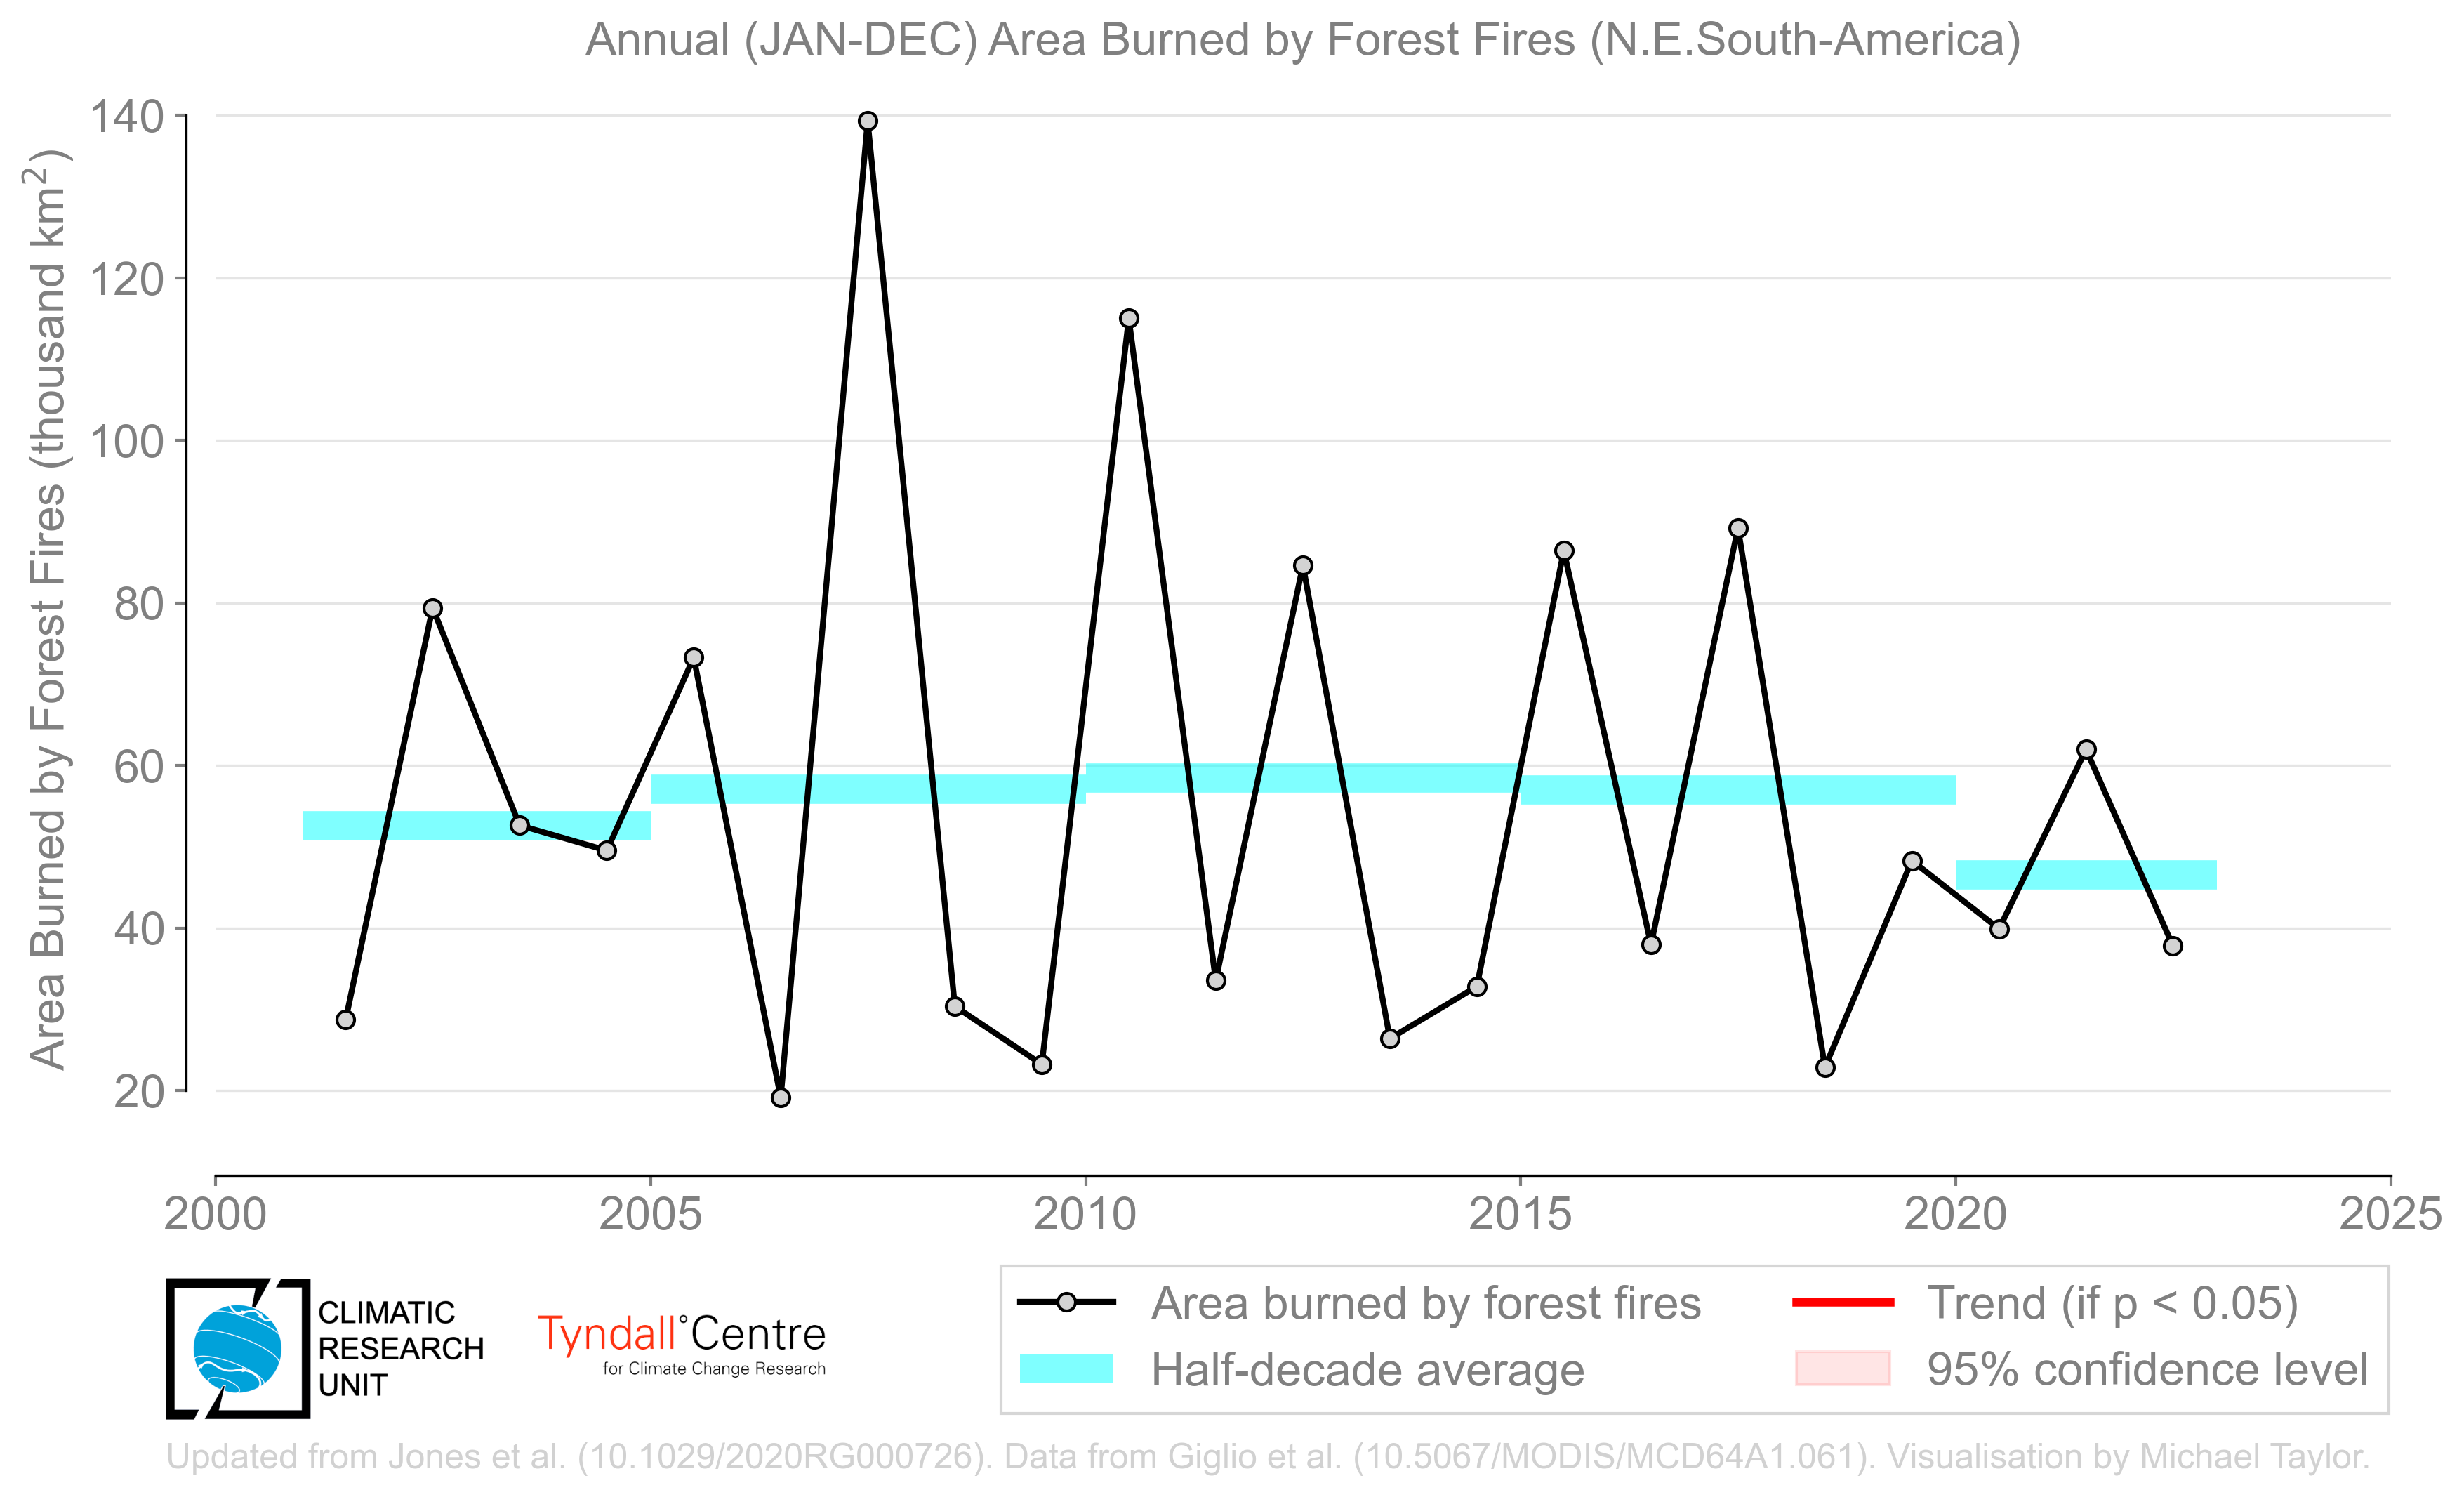 Annual (JAN-DEC) Area Burned by Forest Fires (N.E.South-America)
Area Burned by Forest Fires (thousand km²)
140
120
100
80
60
40
20
2000 2005 2010 2015 2020 2025
CLIMATIC
RESEARCH
UNIT
Tyndall°Centre
for Climate Change Research
Area burned by forest fires
Half-decade average
Trend (if p < 0.05)
95% confidence level
Updated from Jones et al. (10.1029/2020RG000726). Data from Giglio et al. (10.5067/MODIS/MCD64A1.061). Visualisation by Michael Taylor.